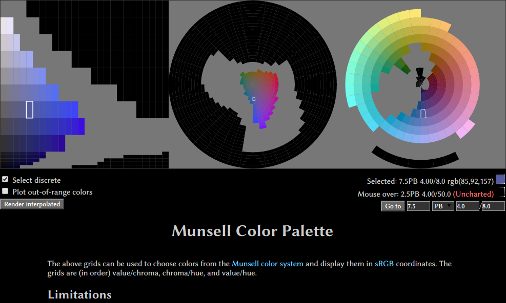 Select discrete
Plot out-of-range colors
Render interpolated
Selected: 7.5PB 4.00/8.0 rgb(85,92,157)
Mouse over: 2.5PB 4.00/50.0 (Uncharted)
Go to 7.5 PB 4.0 / 8.0
Munsell Color Palette
The above grids can be used to choose colors from the Munsell color system and display them in sRGB coordinates. The
grids are (in order) value/chroma, chroma/hue, and value/hue.
Limitations